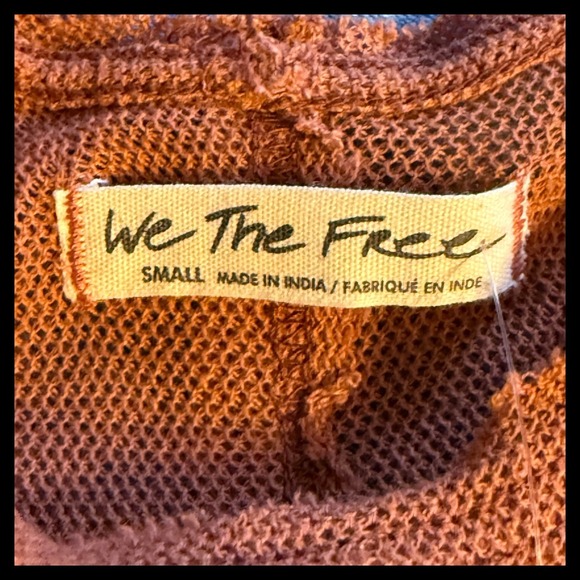 We The Free
SMALL MADE IN INDIA / FABRIQUÉ EN INDE